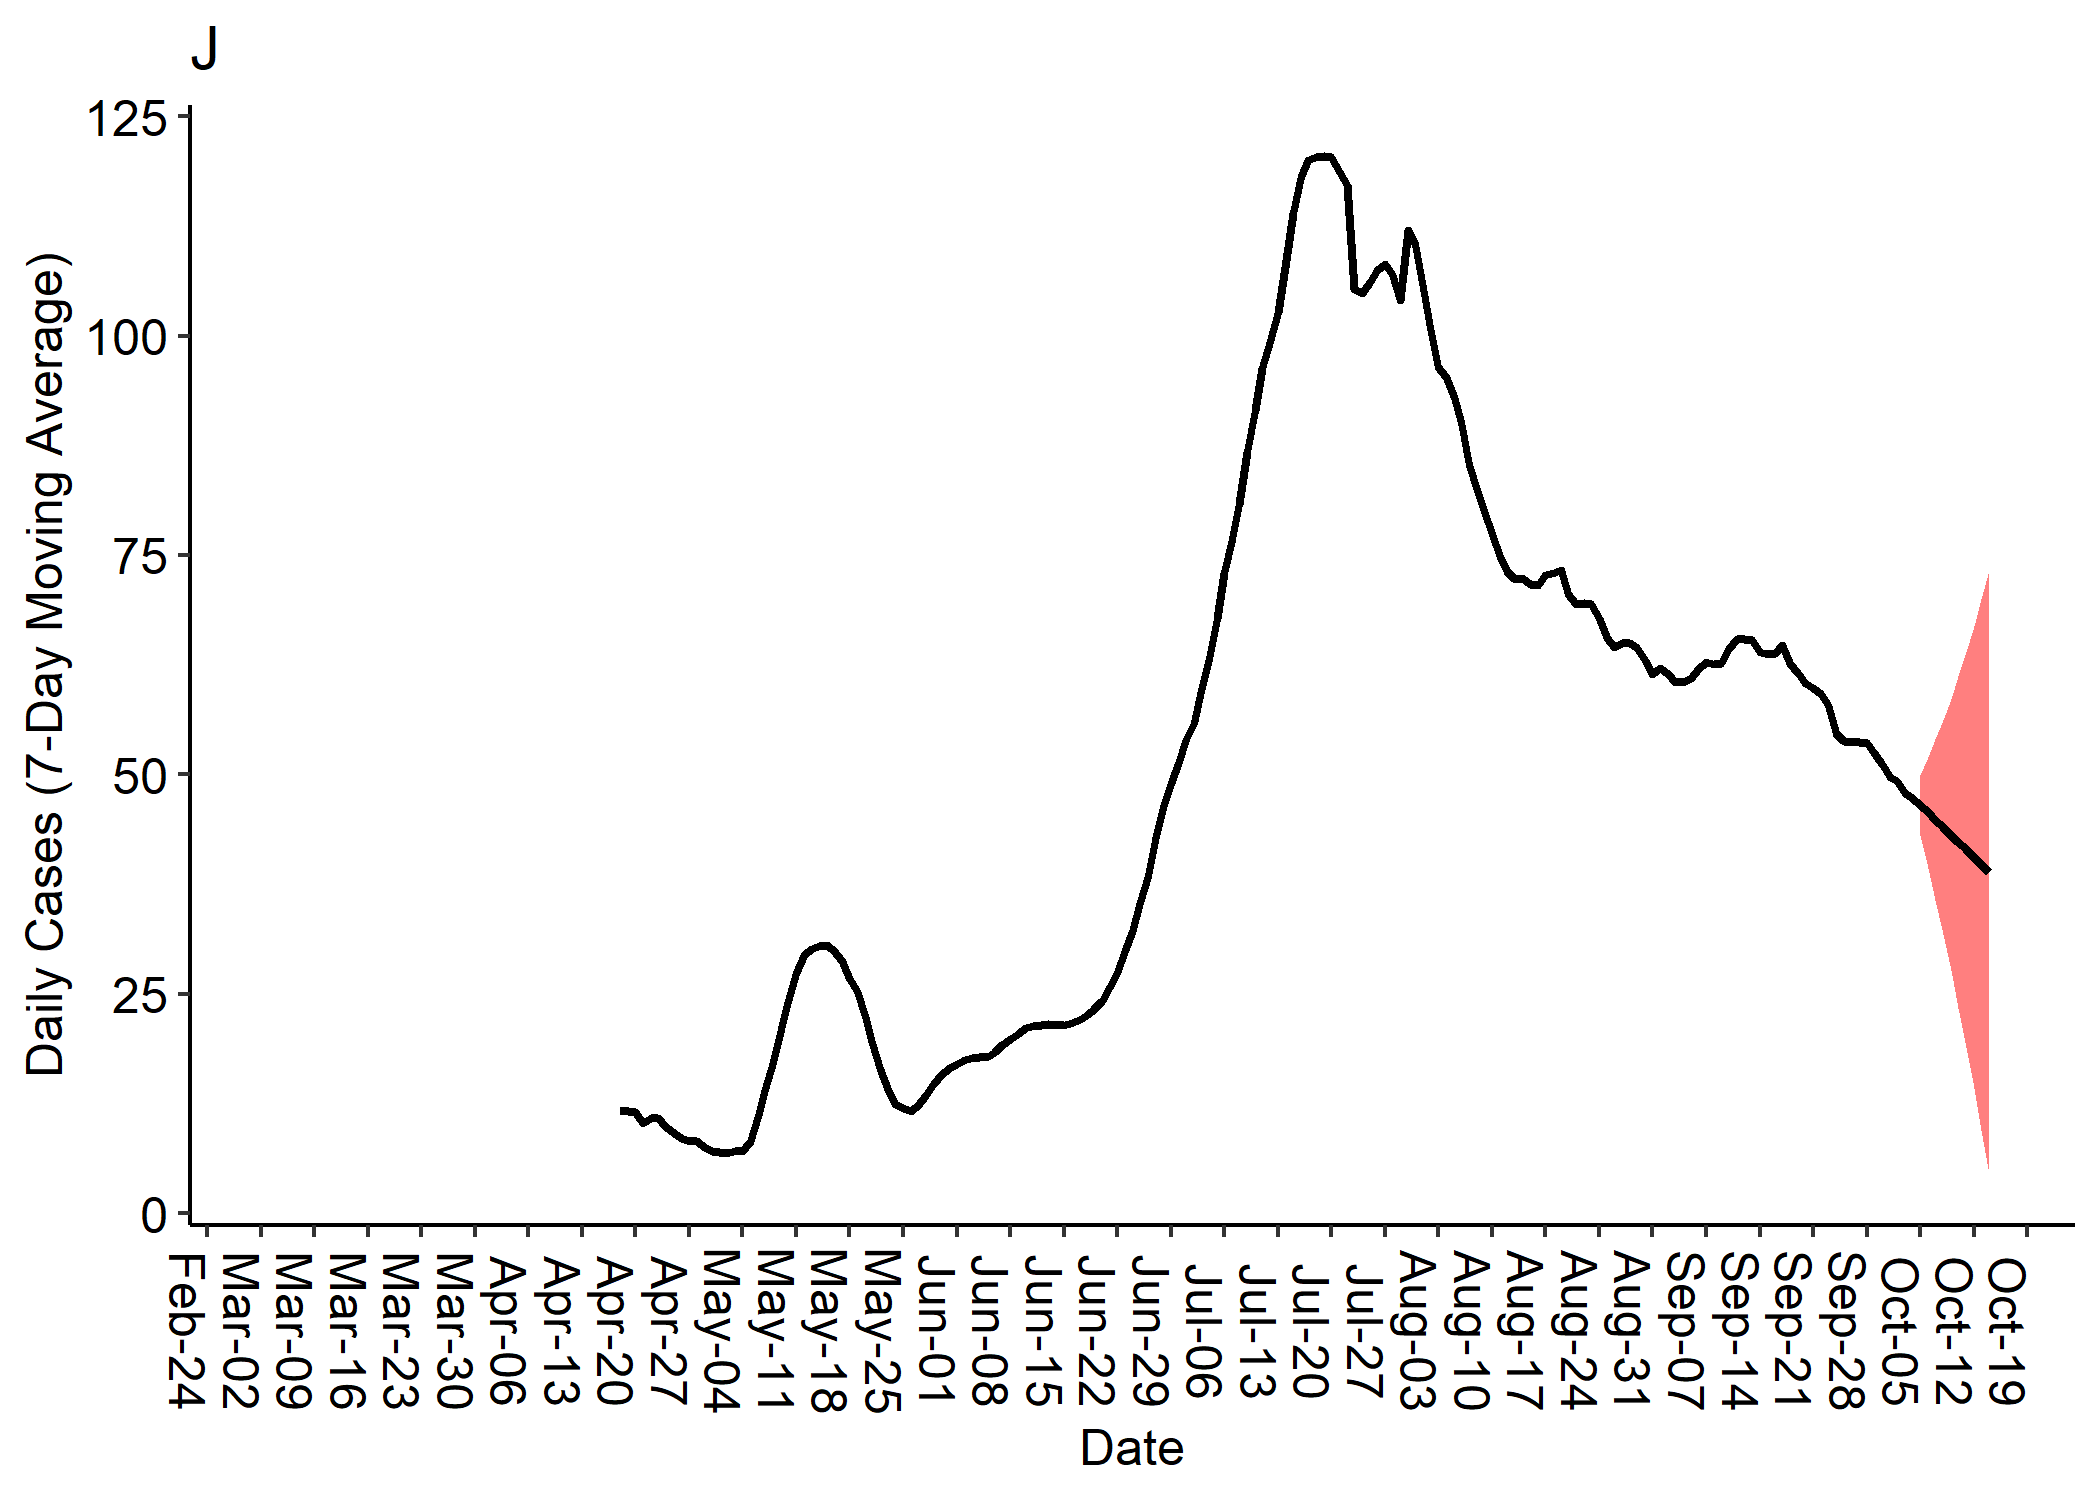 J
Daily Cases (7-Day Moving Average)
125
100
75
50
25
0
Feb-24
Mar-02
Mar-09
Mar-16
Mar-23
Mar-30
Apr-06
Apr-13
Apr-20
Apr-27
May-04
May-11
May-18
May-25
Jun-01
Jun-08
Jun-15
Jun-22
Jun-29
Jul-06
Jul-13
Jul-20
Jul-27
Aug-03
Aug-10
Aug-17
Aug-24
Aug-31
Sep-07
Sep-14
Sep-21
Sep-28
Oct-05
Oct-12
Oct-19
Date